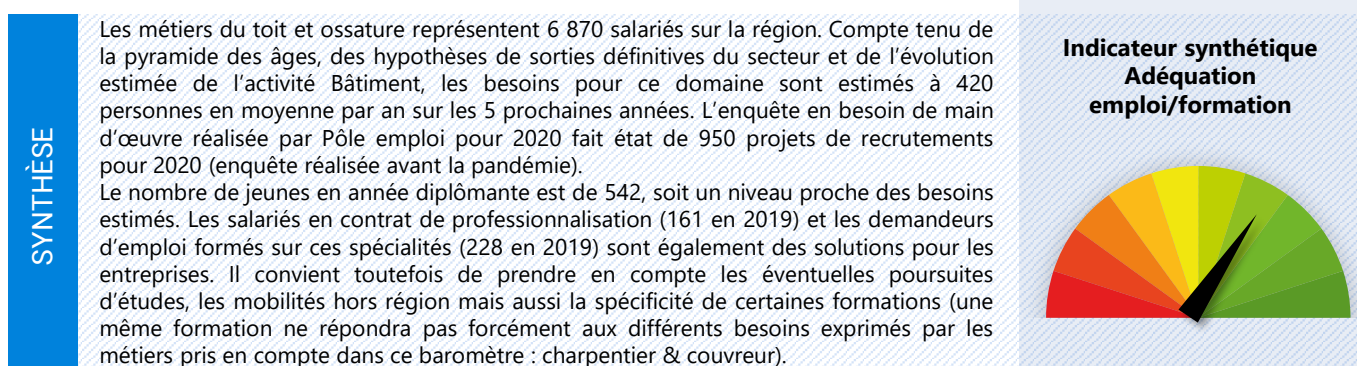 SYNTHÈSE
Les métiers du toit et ossature représentent 6 870 salariés sur la région. Compte tenu de
la pyramide des âges, des hypothèses de sorties définitives du secteur et de l'évolution
estimée de l'activité Bâtiment, les besoins pour ce domaine sont estimés à 420
personnes en moyenne par an sur les 5 prochaines années. L'enquête en besoin de main
d'œuvre réalisée par Pôle emploi pour 2020 fait état de 950 projets de recrutements
pour 2020 (enquête réalisée avant la pandémie).
Le nombre de jeunes en année diplômante est de 542, soit un niveau proche des besoins
estimés. Les salariés en contrat de professionnalisation (161 en 2019) et les demandeurs
d'emploi formés sur ces spécialités (228 en 2019) sont également des solutions pour les
entreprises. Il convient toutefois de prendre en compte les éventuelles poursuites
d'études, les mobilités hors région mais aussi la spécificité de certaines formations (une
même formation ne répondra pas forcément aux différents besoins exprimés par les
métiers pris en compte dans ce baromètre : charpentier & couvreur).
Indicateur synthétique
Adéquation
emploi/formation